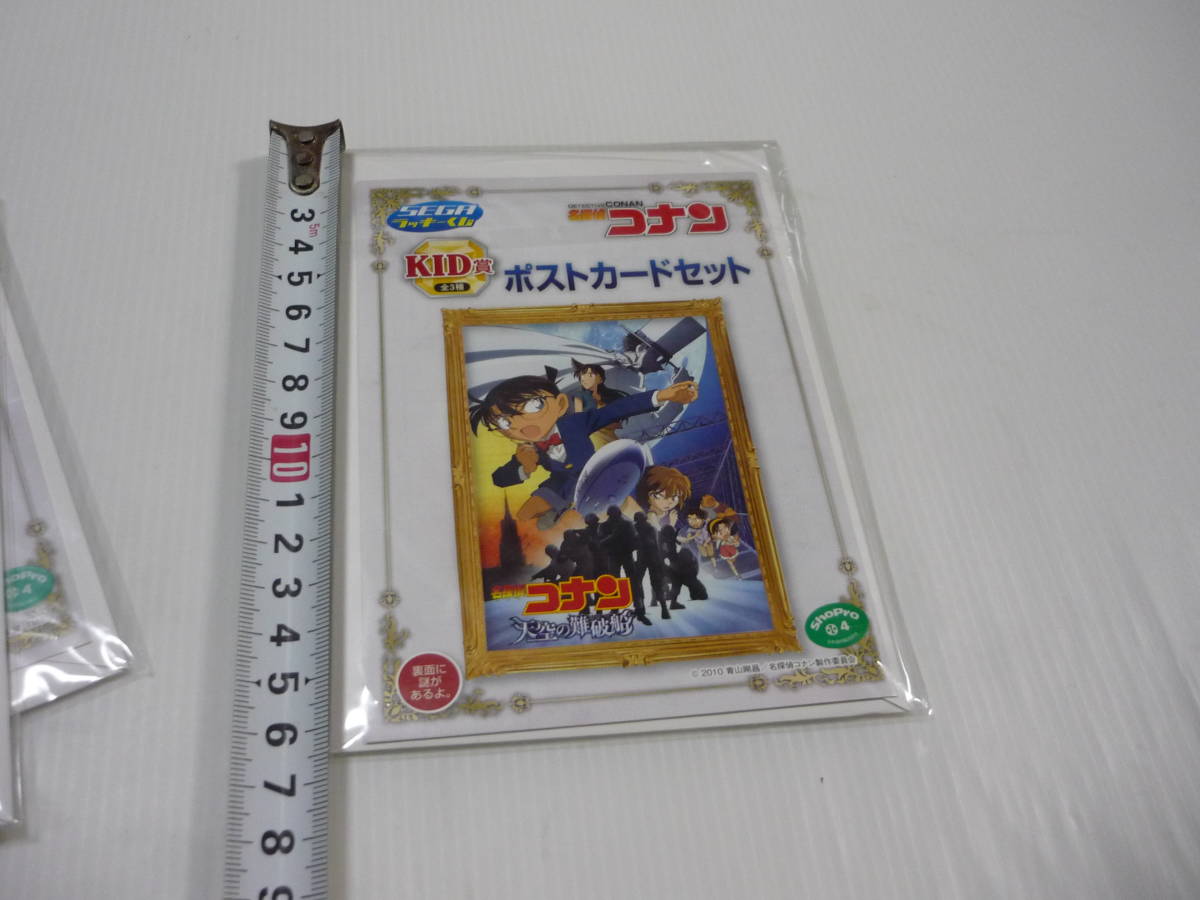 3
5m
4
5
6
7
8
9
10
1
2
3
4
5
6
7
8
9
SEGA
ラッキーくじ
DETECTIVE CONAN
名探偵
コナン
KID賞
全3種
ポストカードセット
名探偵
コナン
天空の難破船
裏面に
謎が
あるよ。
ShoPro
4
© 2010 青山剛昌/名探偵コナン製作委員会
ShoPro
4